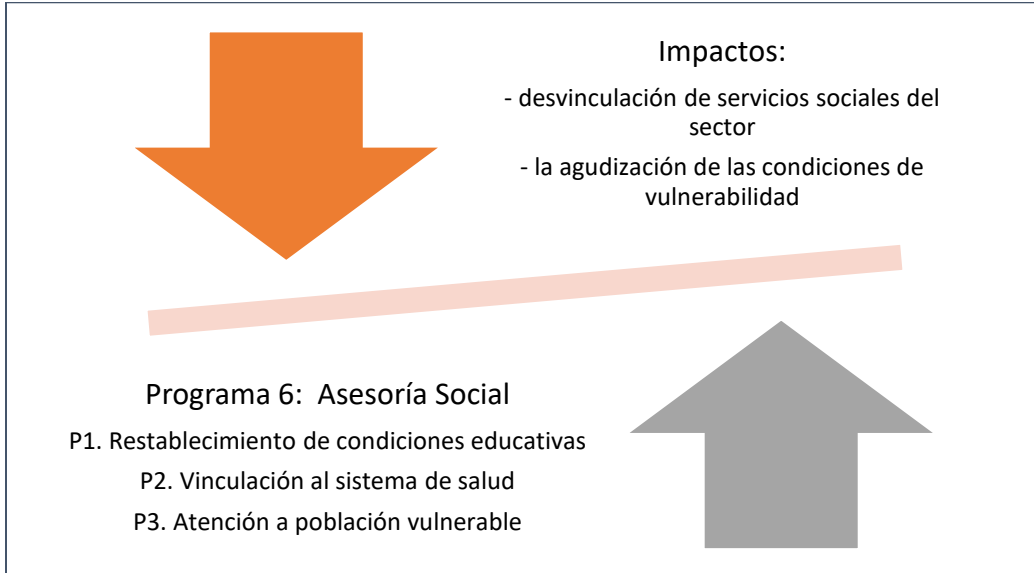 Impactos:
- desvinculación de servicios sociales del
sector
- la agudización de las condiciones de
vulnerabilidad
Programa 6: Asesoría Social
P1. Restablecimiento de condiciones educativas
P2. Vinculación al sistema de salud
P3. Atención a población vulnerable